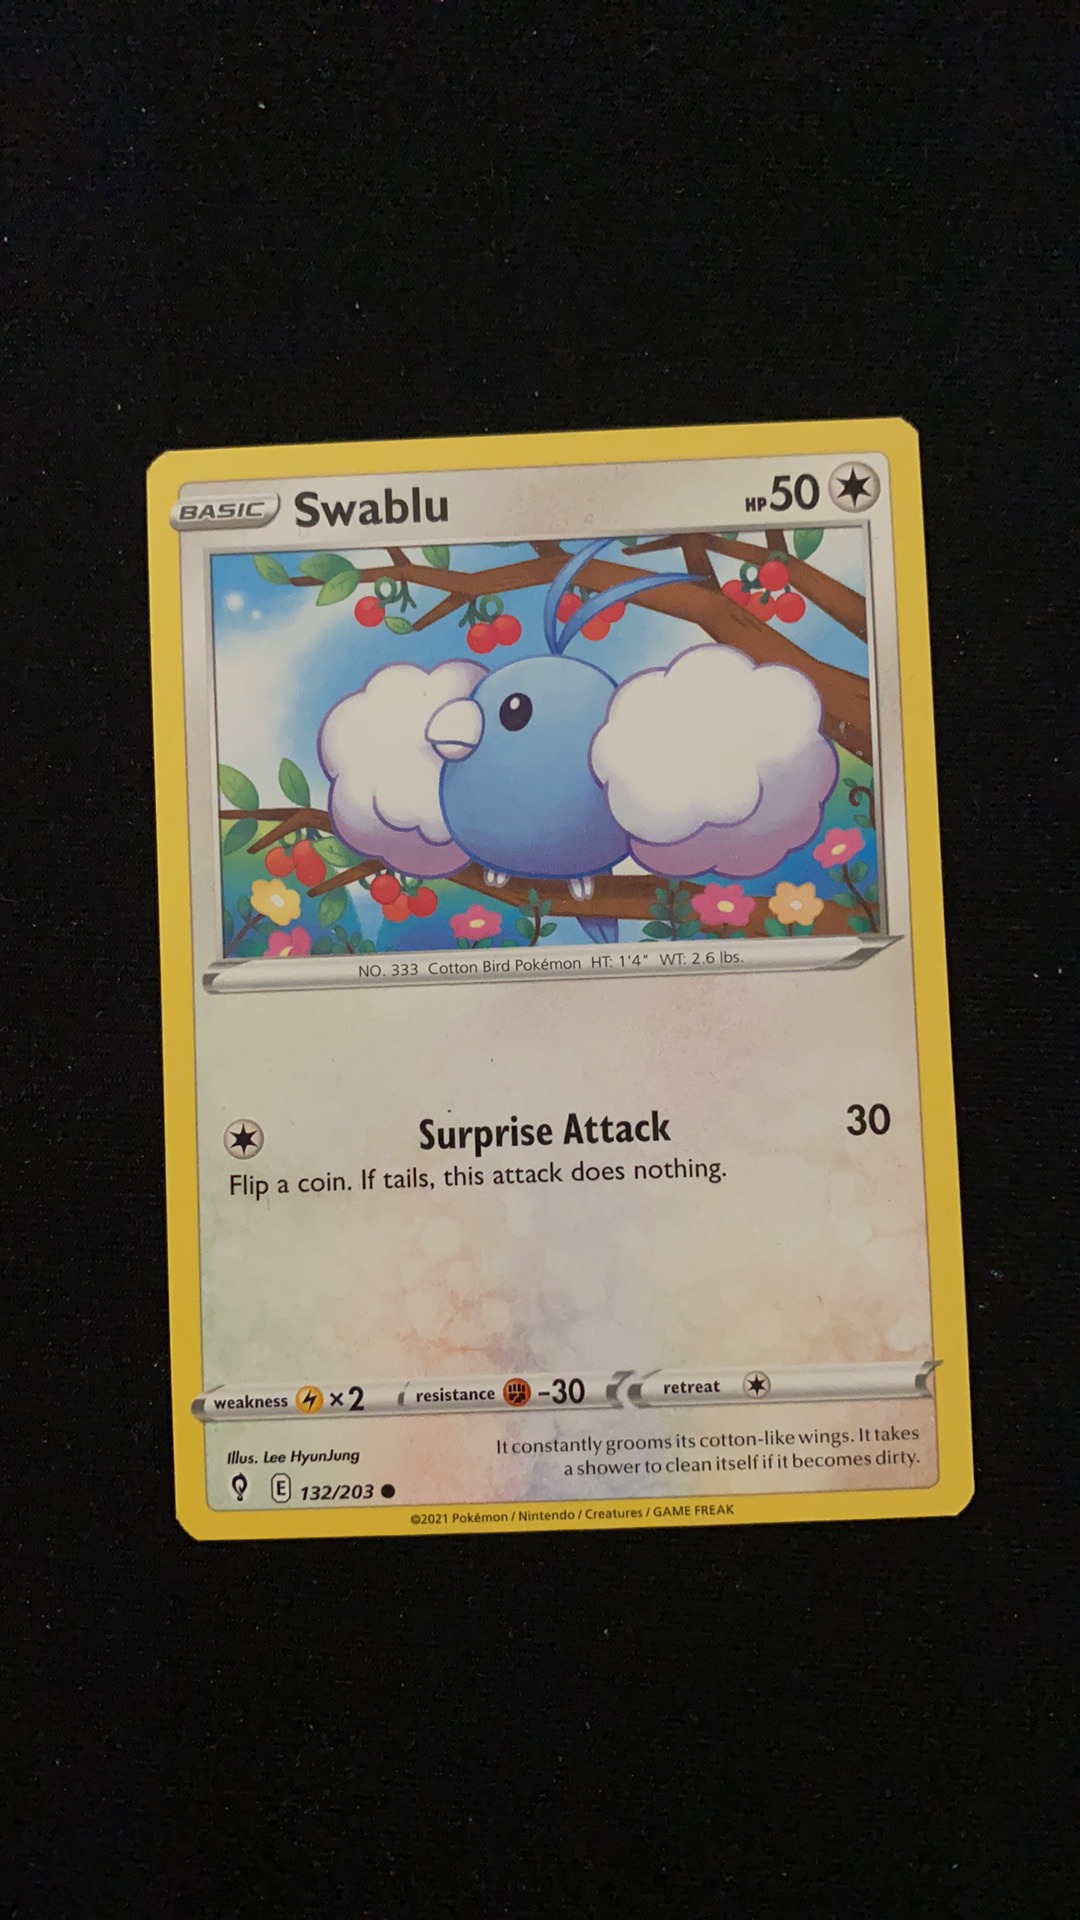 BASIC Swablu HP 50
NO. 333 Cotton Bird Pokémon HT: 1'4" WT: 2.6 lbs.
Surprise Attack 30
Flip a coin. If tails, this attack does nothing.
weakness ×2 resistance -30 retreat
Illus. Lee HyunJung
It constantly grooms its cotton-like wings. It takes
a shower to clean itself if it becomes dirty.
E 132/203
©2021 Pokémon / Nintendo / Creatures / GAME FREAK